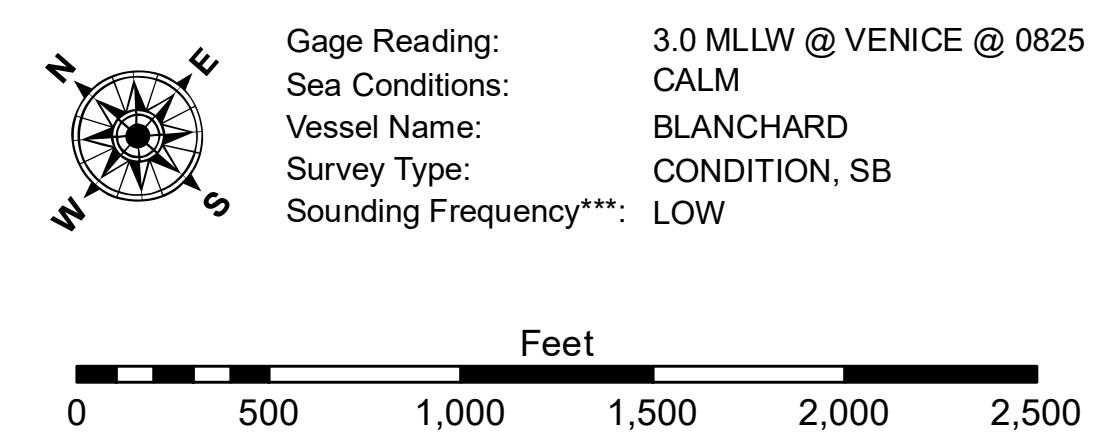 N E
W S
Gage Reading: 3.0 MLLW @ VENICE @ 0825
Sea Conditions: CALM
Vessel Name: BLANCHARD
Survey Type: CONDITION, SB
Sounding Frequency***: LOW
Feet
0 500 1,000 1,500 2,000 2,500